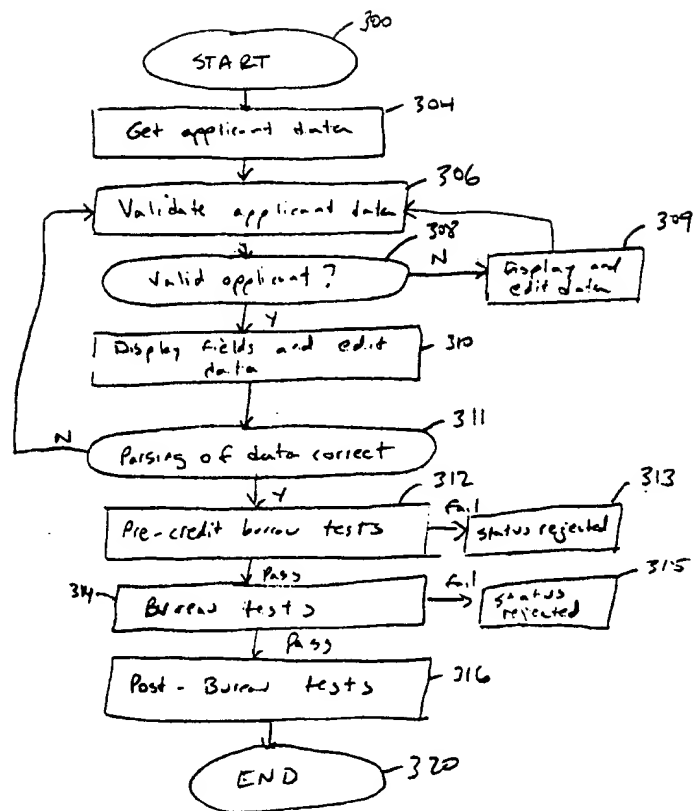 300
START
304
Get applicant data
306
Validate applicant data
308
Valid applicant?
N
309
Display and
edit data
Y
Display fields and edit
data
310
311
N
Parsing of data correct
Y
312
Pre-credit burrow tests
Fail
313
Status rejected
Pass
314
Bureau tests
Fail
315
Status
rejected
Pass
Post-Bureau tests
316
END
320